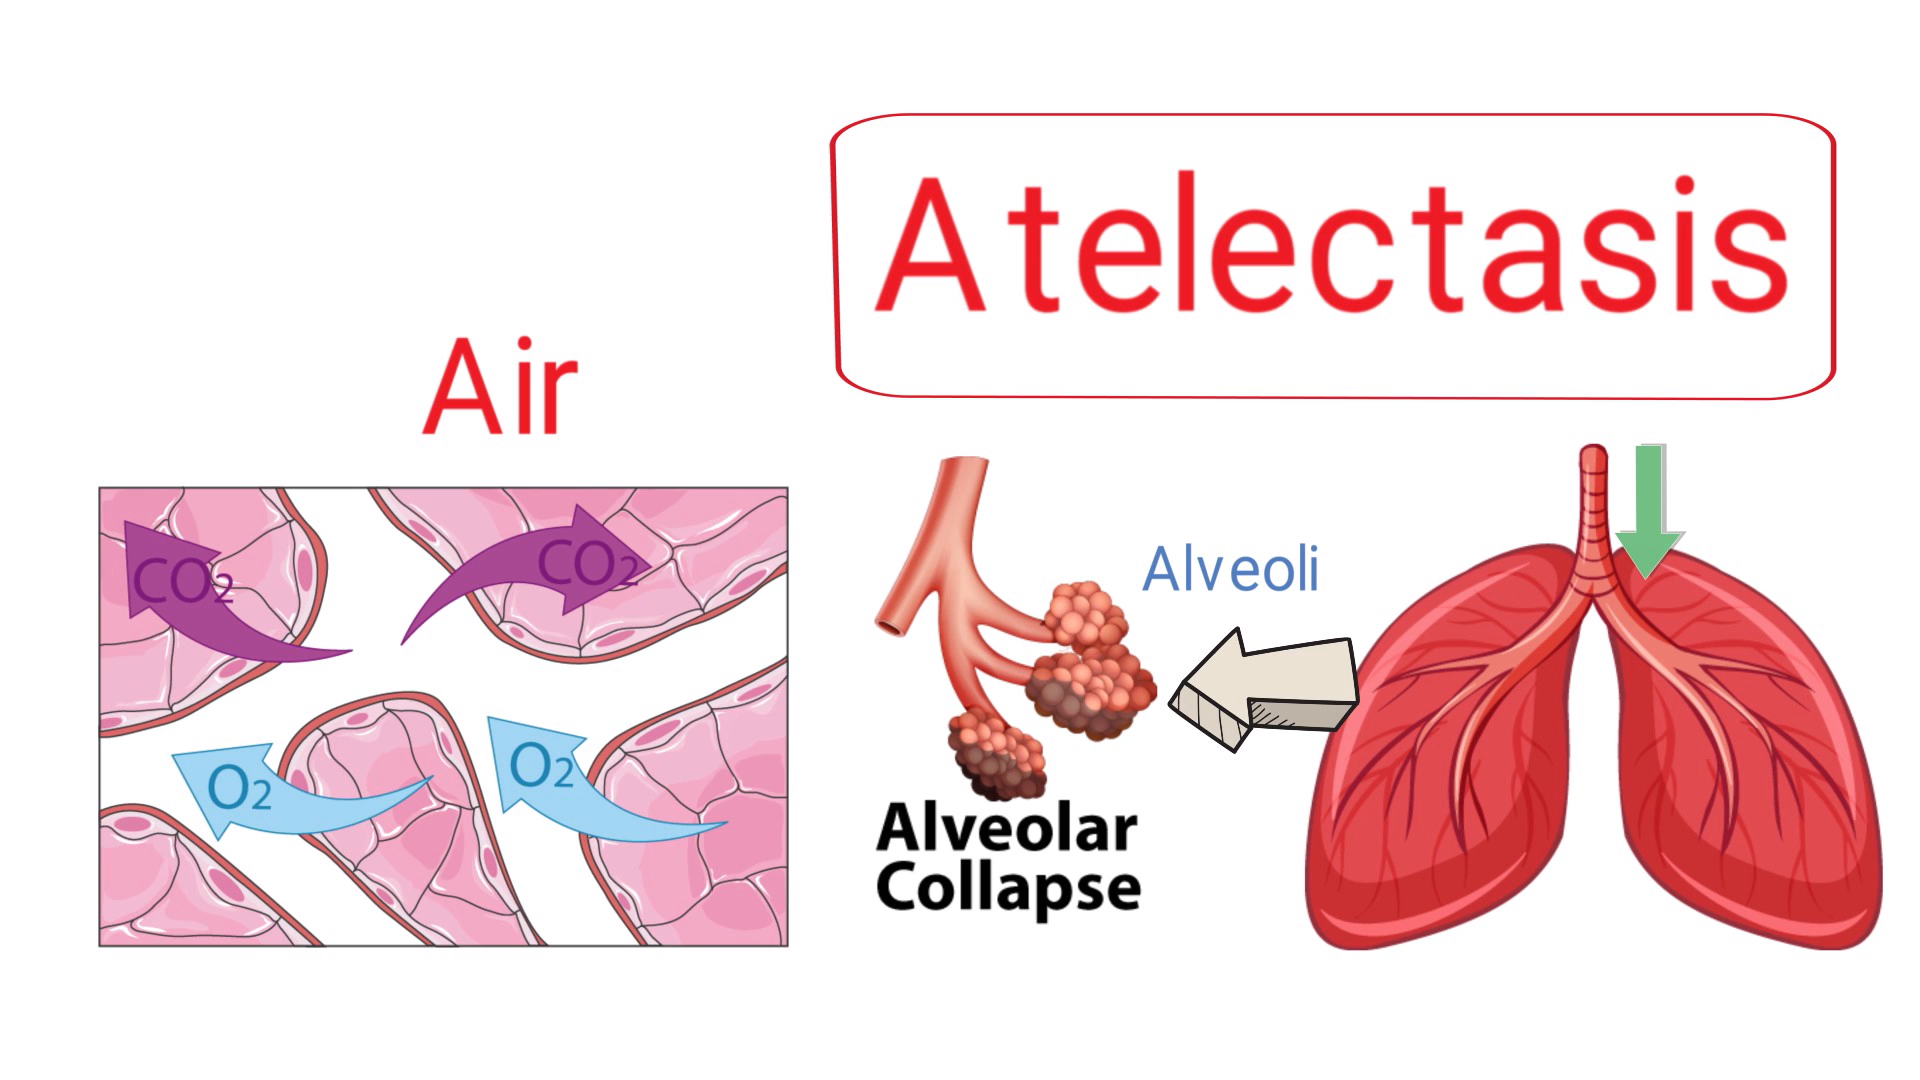 Atelectasis
Air
CO2
CO2
O2
O2
Alveoli
Alveolar
Collapse